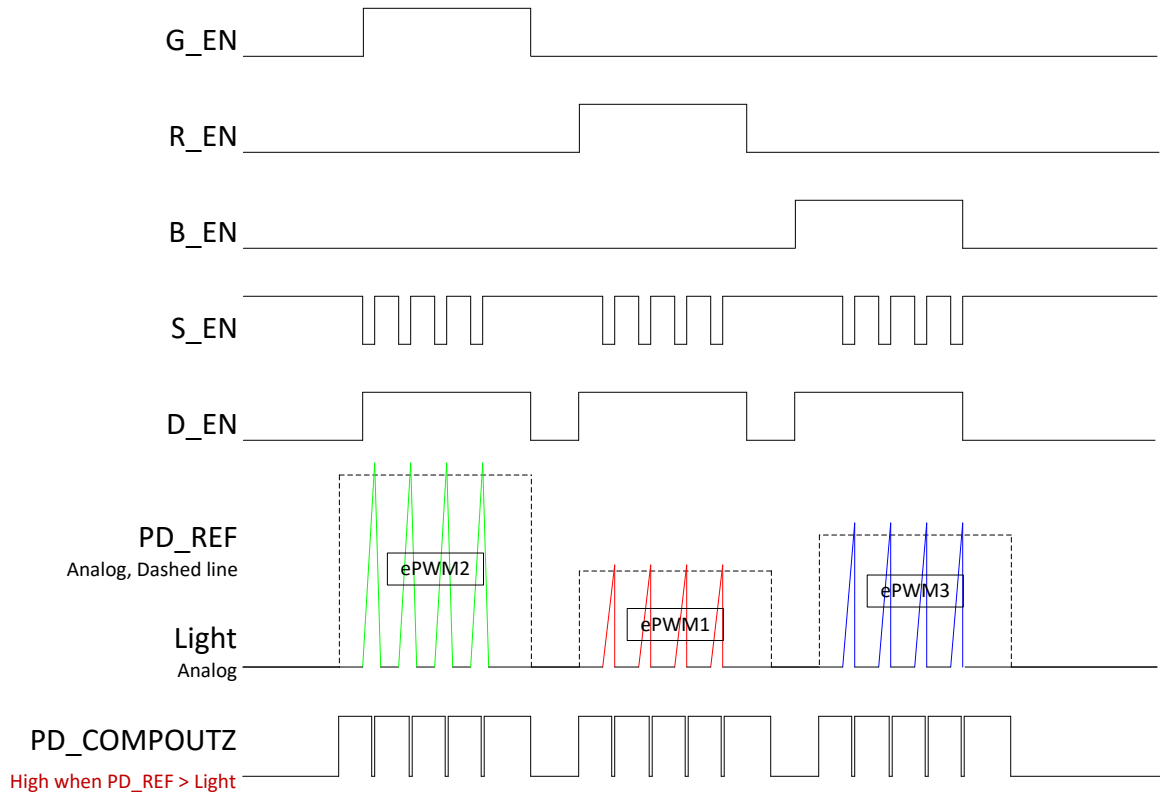 G_EN
R_EN
B_EN
S_EN
D_EN
PD_REF
Analog, Dashed line
ePWM2
ePWM3
ePWM1
Light
Analog
PD_COMPOUTZ
High when PD_REF > Light